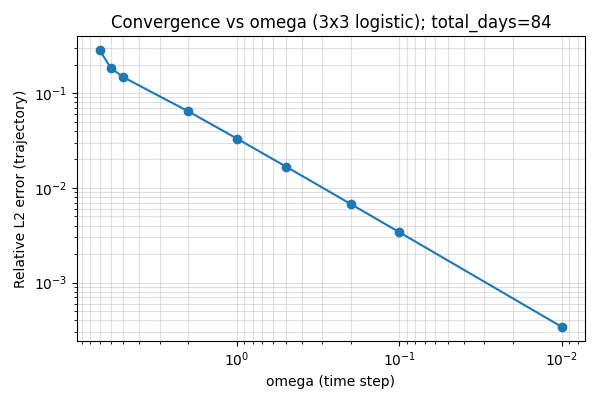 Convergence vs omega (3x3 logistic); total_days=84
Relative L2 error (trajectory)
10⁻¹
10⁻²
10⁻³
10⁰ 10⁻¹ 10⁻²
omega (time step)